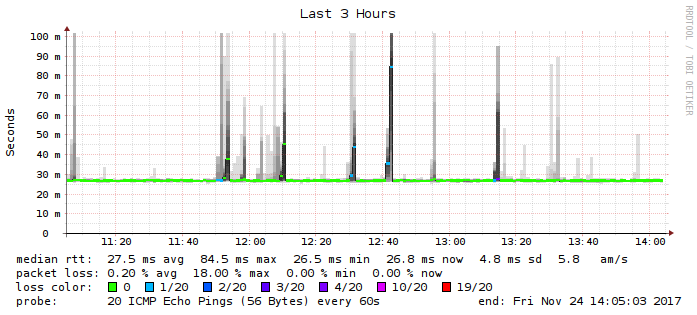 Last 3 Hours
RRDTOOL / TOBI OETIKER
Seconds
100 m
90 m
80 m
70 m
60 m
50 m
40 m
30 m
20 m
10 m
0
11:20 11:40 12:00 12:20 12:40 13:00 13:20 13:40 14:00
median rtt: 27.5 ms avg 84.5 ms max 26.5 ms min 26.8 ms now 4.8 ms sd 5.8 am/s
packet loss: 0.20 % avg 18.00 % max 0.00 % min 0.00 % now
loss color: 0 1/20 2/20 3/20 4/20 10/20 19/20
probe: 20 ICMP Echo Pings (56 Bytes) every 60s end: Fri Nov 24 14:05:03 2017